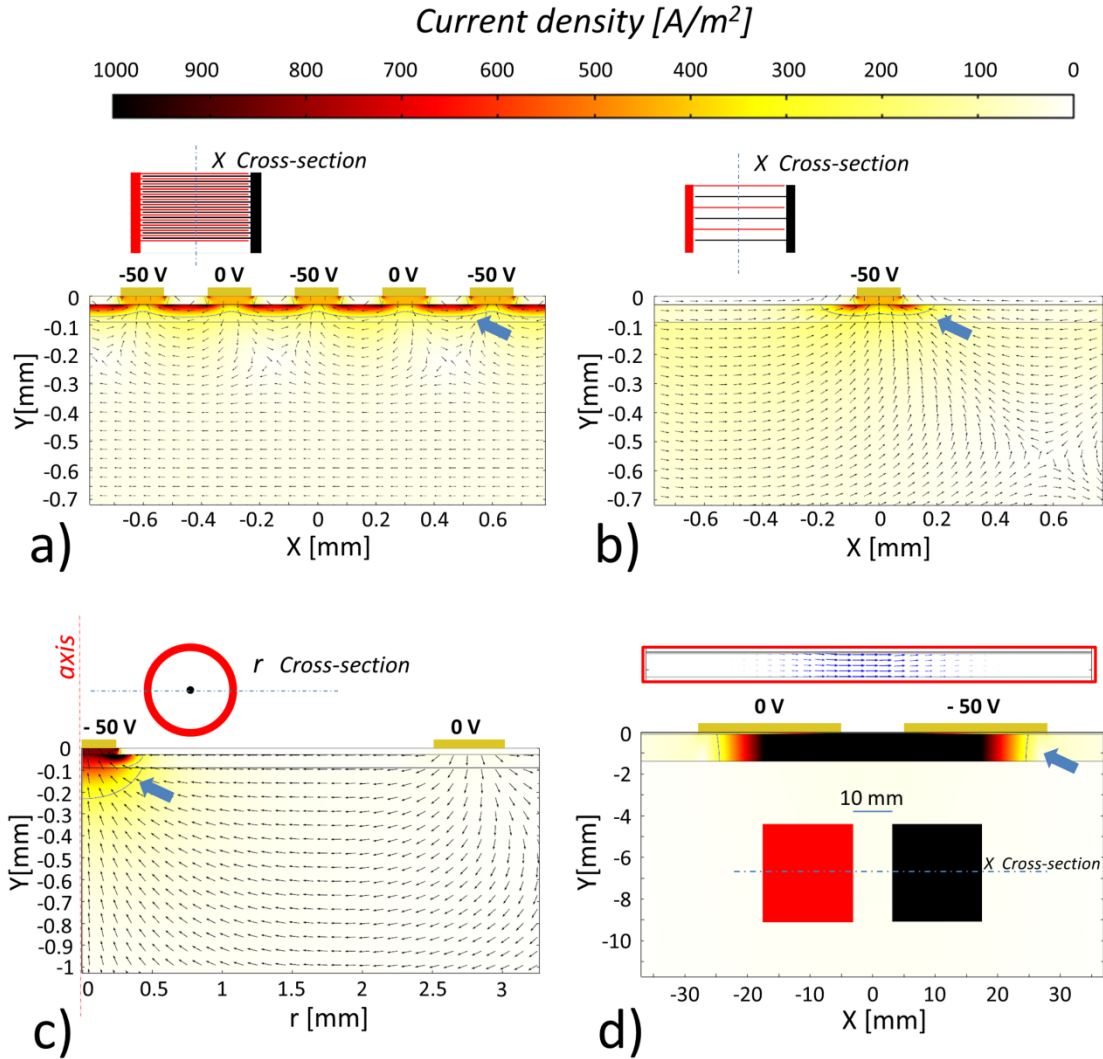 Current density [A/m²]
1000 900 800 700 600 500 400 300 200 100 0
X Cross-section
-50 V 0 V -50 V 0 V -50 V
0
-0.1
-0.2
-0.3
-0.4
-0.5
-0.6
-0.7
Y[mm]
-0.6 -0.4 -0.2 0 0.2 0.4 0.6
X [mm]
a)
X Cross-section
-50 V
0
-0.1
-0.2
-0.3
-0.4
-0.5
-0.6
-0.7
Y[mm]
-0.6 -0.4 -0.2 0 0.2 0.4 0.6
X [mm]
b)
axis
r Cross-section
- 50 V 0 V
0
-0.1
-0.2
-0.3
-0.4
-0.5
-0.6
-0.7
-0.8
-0.9
-1
Y[mm]
0 0.5 1 1.5 2 2.5 3
r [mm]
c)
0 V - 50 V
0
-2
-4
-6
-8
-10
Y[mm]
10 mm
X Cross-section
-30 -20 -10 0 10 20 30
X [mm]
d)